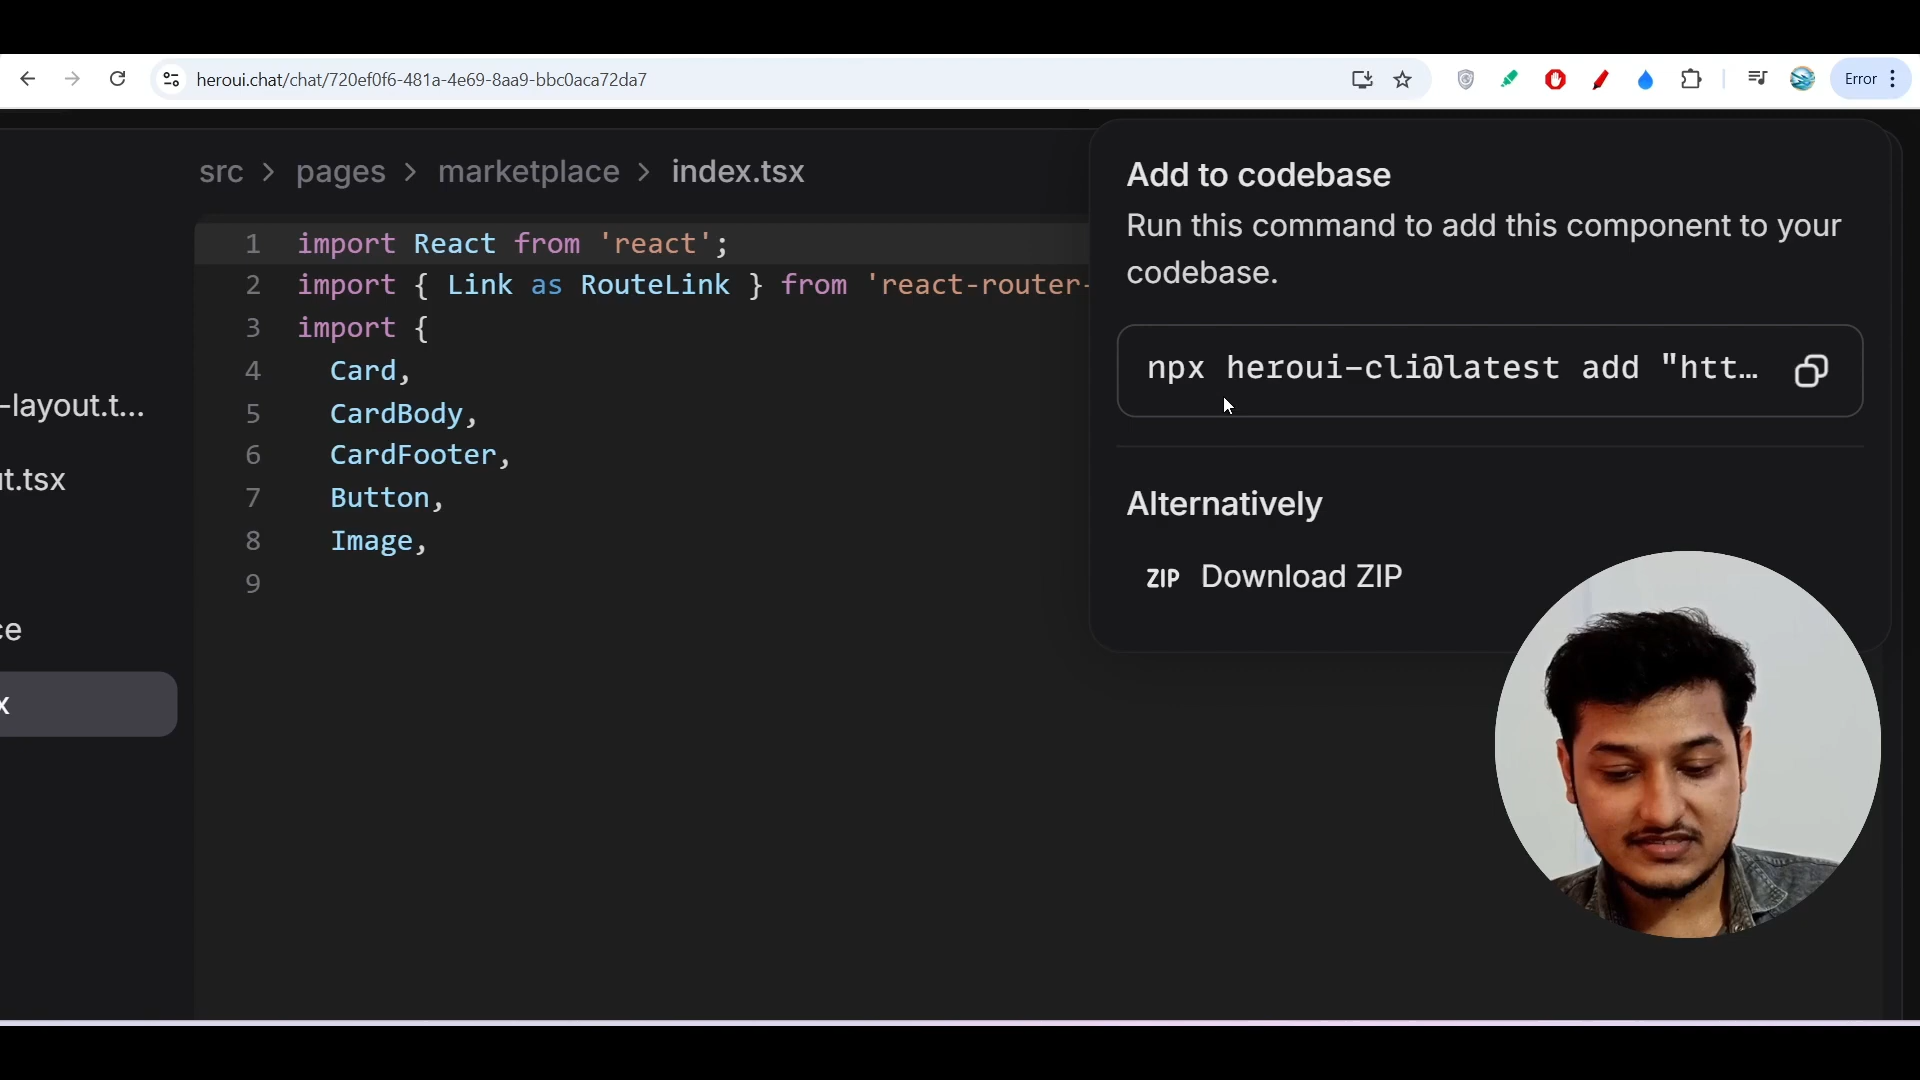 heroui.chat/chat/720ef0f6-481a-4e69-8aa9-bbc0aca72da7
Error
src > pages > marketplace > index.tsx
1 import React from 'react';
2 import { Link as RouteLink } from 'react-router-
3 import {
4 Card,
5 CardBody,
6 CardFooter,
7 Button,
8 Image,
9
-layout.t...
t.tsx
ce
x
Add to codebase
Run this command to add this component to your
codebase.
npx heroui-cli@latest add "htt...
Alternatively
ZIP Download ZIP